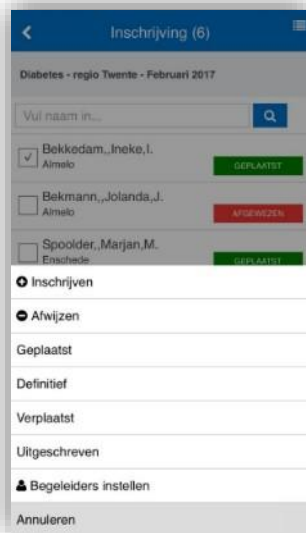 Inschrijving (6)
Diabetes - regio Twente - Februari 2017
Vul naam in...
Bekkedam,,Ineke,I.
Almelo
GEPLAATST
Bekmann,,Jolanda,J.
Almelo
AFGEWEZEN
Spoolder,,Marjan,M.
Enschede
GEPLAATST
Inschrijven
Afwijzen
Geplaatst
Definitief
Verplaatst
Uitgeschreven
Begeleiders instellen
Annuleren